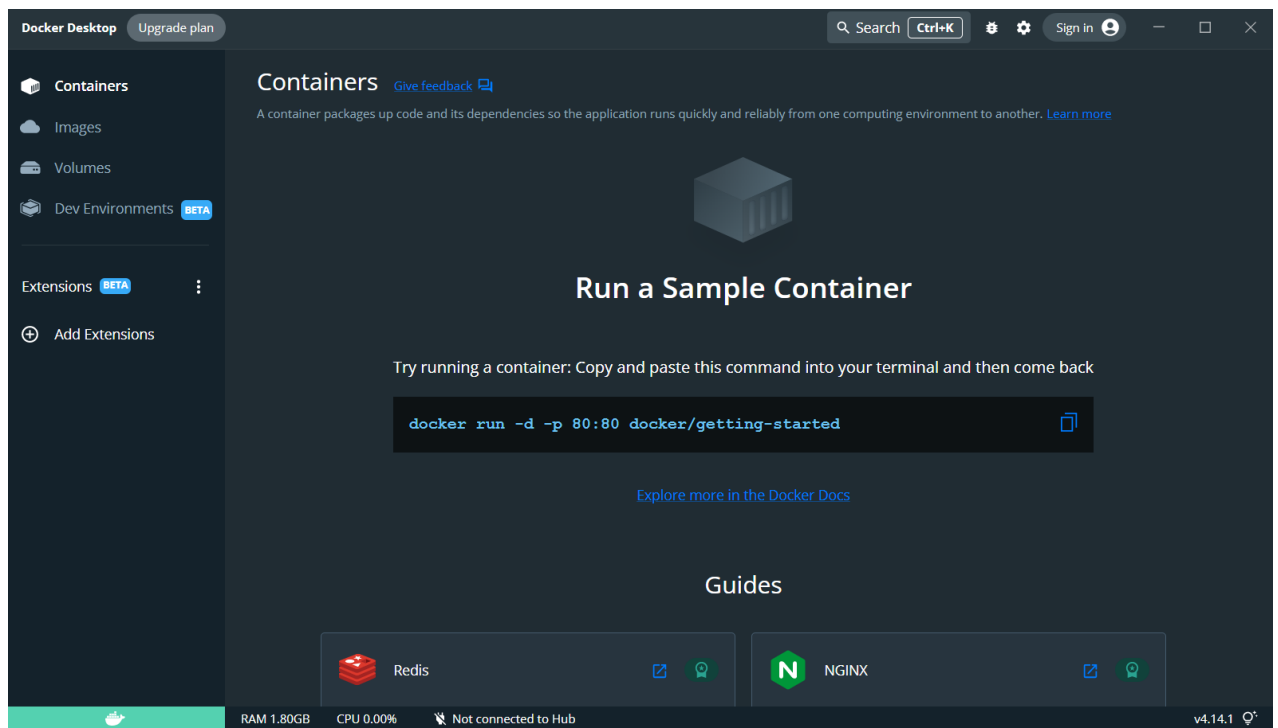 Docker Desktop Upgrade plan Search Ctrl+K Sign in
Containers
Images
Volumes
Dev Environments BETA
Extensions BETA
Add Extensions
Containers Give feedback
A container packages up code and its dependencies so the application runs quickly and reliably from one computing environment to another. Learn more
Run a Sample Container
Try running a container: Copy and paste this command into your terminal and then come back
docker run -d -p 80:80 docker/getting-started
Explore more in the Docker Docs
Guides
Redis
N NGINX
RAM 1.80GB CPU 0.00% Not connected to Hub v4.14.1